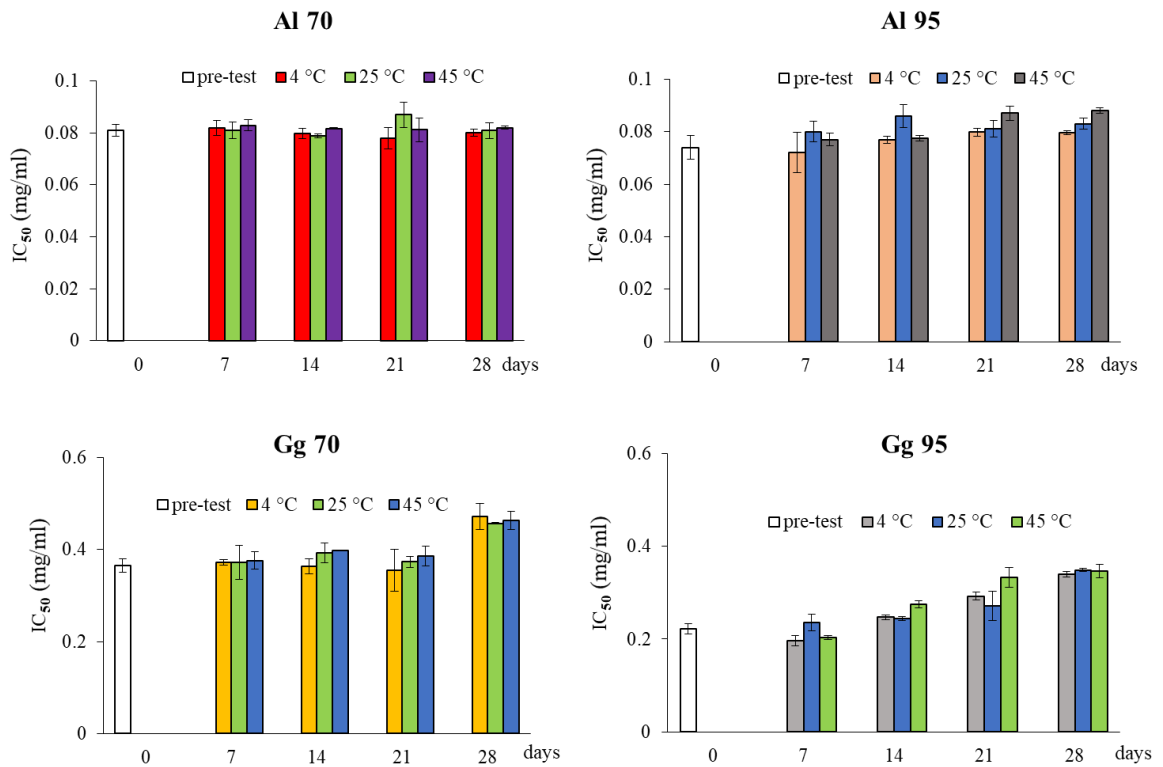 Al 70
pre-test 4 °C 25 °C 45 °C
IC50 (mg/ml)
0.1
0.08
0.06
0.04
0.02
0
0 7 14 21 28 days
Al 95
pre-test 4 °C 25 °C 45 °C
IC50 (mg/ml)
0.1
0.08
0.06
0.04
0.02
0
0 7 14 21 28 days
Gg 70
pre-test 4 °C 25 °C 45 °C
IC50 (mg/ml)
0.6
0.4
0.2
0
0 7 14 21 28 days
Gg 95
pre-test 4 °C 25 °C 45 °C
IC50 (mg/ml)
0.6
0.4
0.2
0
0 7 14 21 28 days